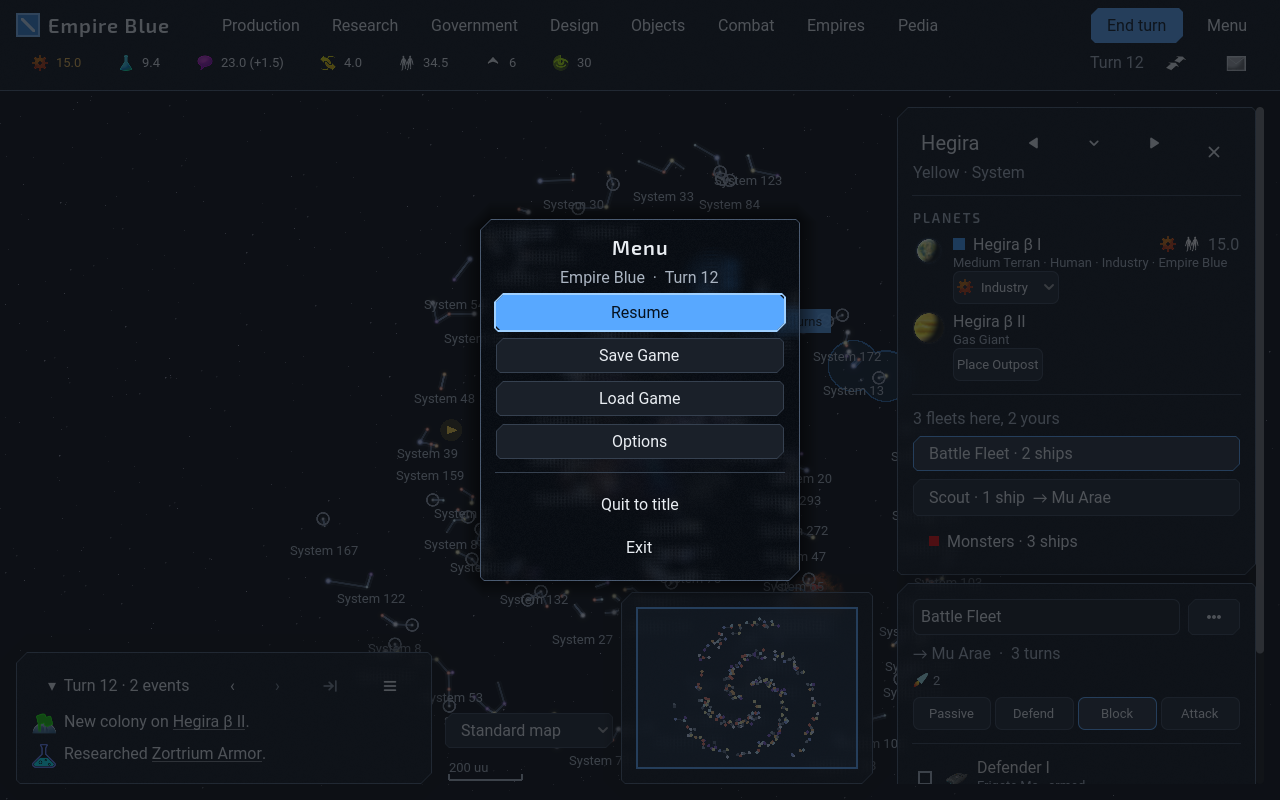 Empire Blue Production Research Government Design Objects Combat Empires Pedia End turn Menu
15.0 9.4 23.0 (+1.5) 4.0 34.5 6 30 Turn 12
Hegira
Yellow · System
PLANETS
Hegira β I 15.0
Medium Terran · Human · Industry · Empire Blue
Industry
Hegira β II
Gas Giant
Place Outpost
3 fleets here, 2 yours
Battle Fleet · 2 ships
Scout · 1 ship → Mu Arae
Monsters · 3 ships
Battle Fleet
→ Mu Arae · 3 turns
2
Passive Defend Block Attack
Defender I
Menu
Empire Blue · Turn 12
Resume
Save Game
Load Game
Options
Quit to title
Exit
System 123
System 33
System 30
System 84
System 172
System 13
System 48
System 39
System 159
System 167
System 122
System 132
System 27
System 8
System 103
▾ Turn 12 · 2 events
New colony on Hegira β II.
Researched Zortrium Armor.
Standard map
200 uu